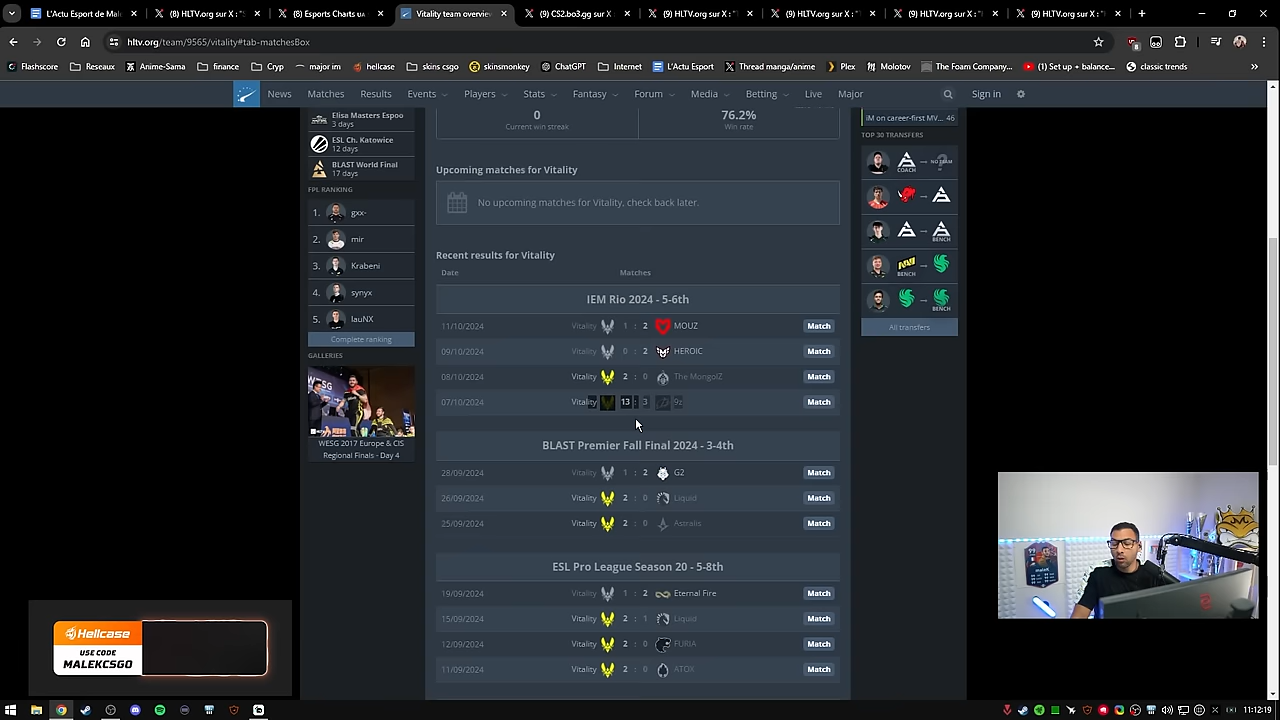 L'Actu Esport de Mal
(8) HLTV.org sur X : "S
(8) Esports Charts su
Vitality team overvie
(9) CS2.bo3.gg sur X
(9) HLTV.org sur X : "
(9) HLTV.org sur X : "
(9) HLTV.org sur X : "
(9) HLTV.org sur X : "
hltv.org/team/9565/vitality#tab-matchesBox
Flashscore
Reseaux
Anime-Sama
finance
Cryp
major im
hellcase
skins csgo
skinsmonkey
ChatGPT
Internet
L'Actu Esport
Thread manga/anime
Plex
Molotov
The Foam Company...
(1) Set up + balance...
classic trends
News
Matches
Results
Events
Players
Stats
Fantasy
Forum
Media
Betting
Live
Major
Sign in
Elisa Masters Espoo
3 days
ESL Ch. Katowice
12 days
BLAST World Final
17 days
FPL RANKING
1. gxx-
2. mir
3. Krabeni
4. synyx
5. lauNX
Complete ranking
GALLERIES
WESG 2017 Europe & CIS
Regional Finals - Day 4
0
Current win streak
76.2%
Win rate
Upcoming matches for Vitality
No upcoming matches for Vitality, check back later.
Recent results for Vitality
Date Matches
IEM Rio 2024 - 5-6th
11/10/2024 Vitality 1 : 2 MOUZ Match
09/10/2024 Vitality 0 : 2 HEROIC Match
08/10/2024 Vitality 2 : 0 The MongolZ Match
07/10/2024 Vitality 13 : 3 9z Match
BLAST Premier Fall Final 2024 - 3-4th
28/09/2024 Vitality 1 : 2 G2 Match
26/09/2024 Vitality 2 : 0 Liquid Match
25/09/2024 Vitality 2 : 0 Astralis Match
ESL Pro League Season 20 - 5-8th
19/09/2024 Vitality 1 : 2 Eternal Fire Match
15/09/2024 Vitality 2 : 1 Liquid Match
12/09/2024 Vitality 2 : 0 FURIA Match
11/09/2024 Vitality 2 : 0 ATOX Match
iM on career-first MV... 46
TOP 30 TRANSFERS
COACH
NO TEAM
BENCH
BENCH
BENCH
All transfers
Hellcase
USE CODE
MALEKCSGO
11:12:19